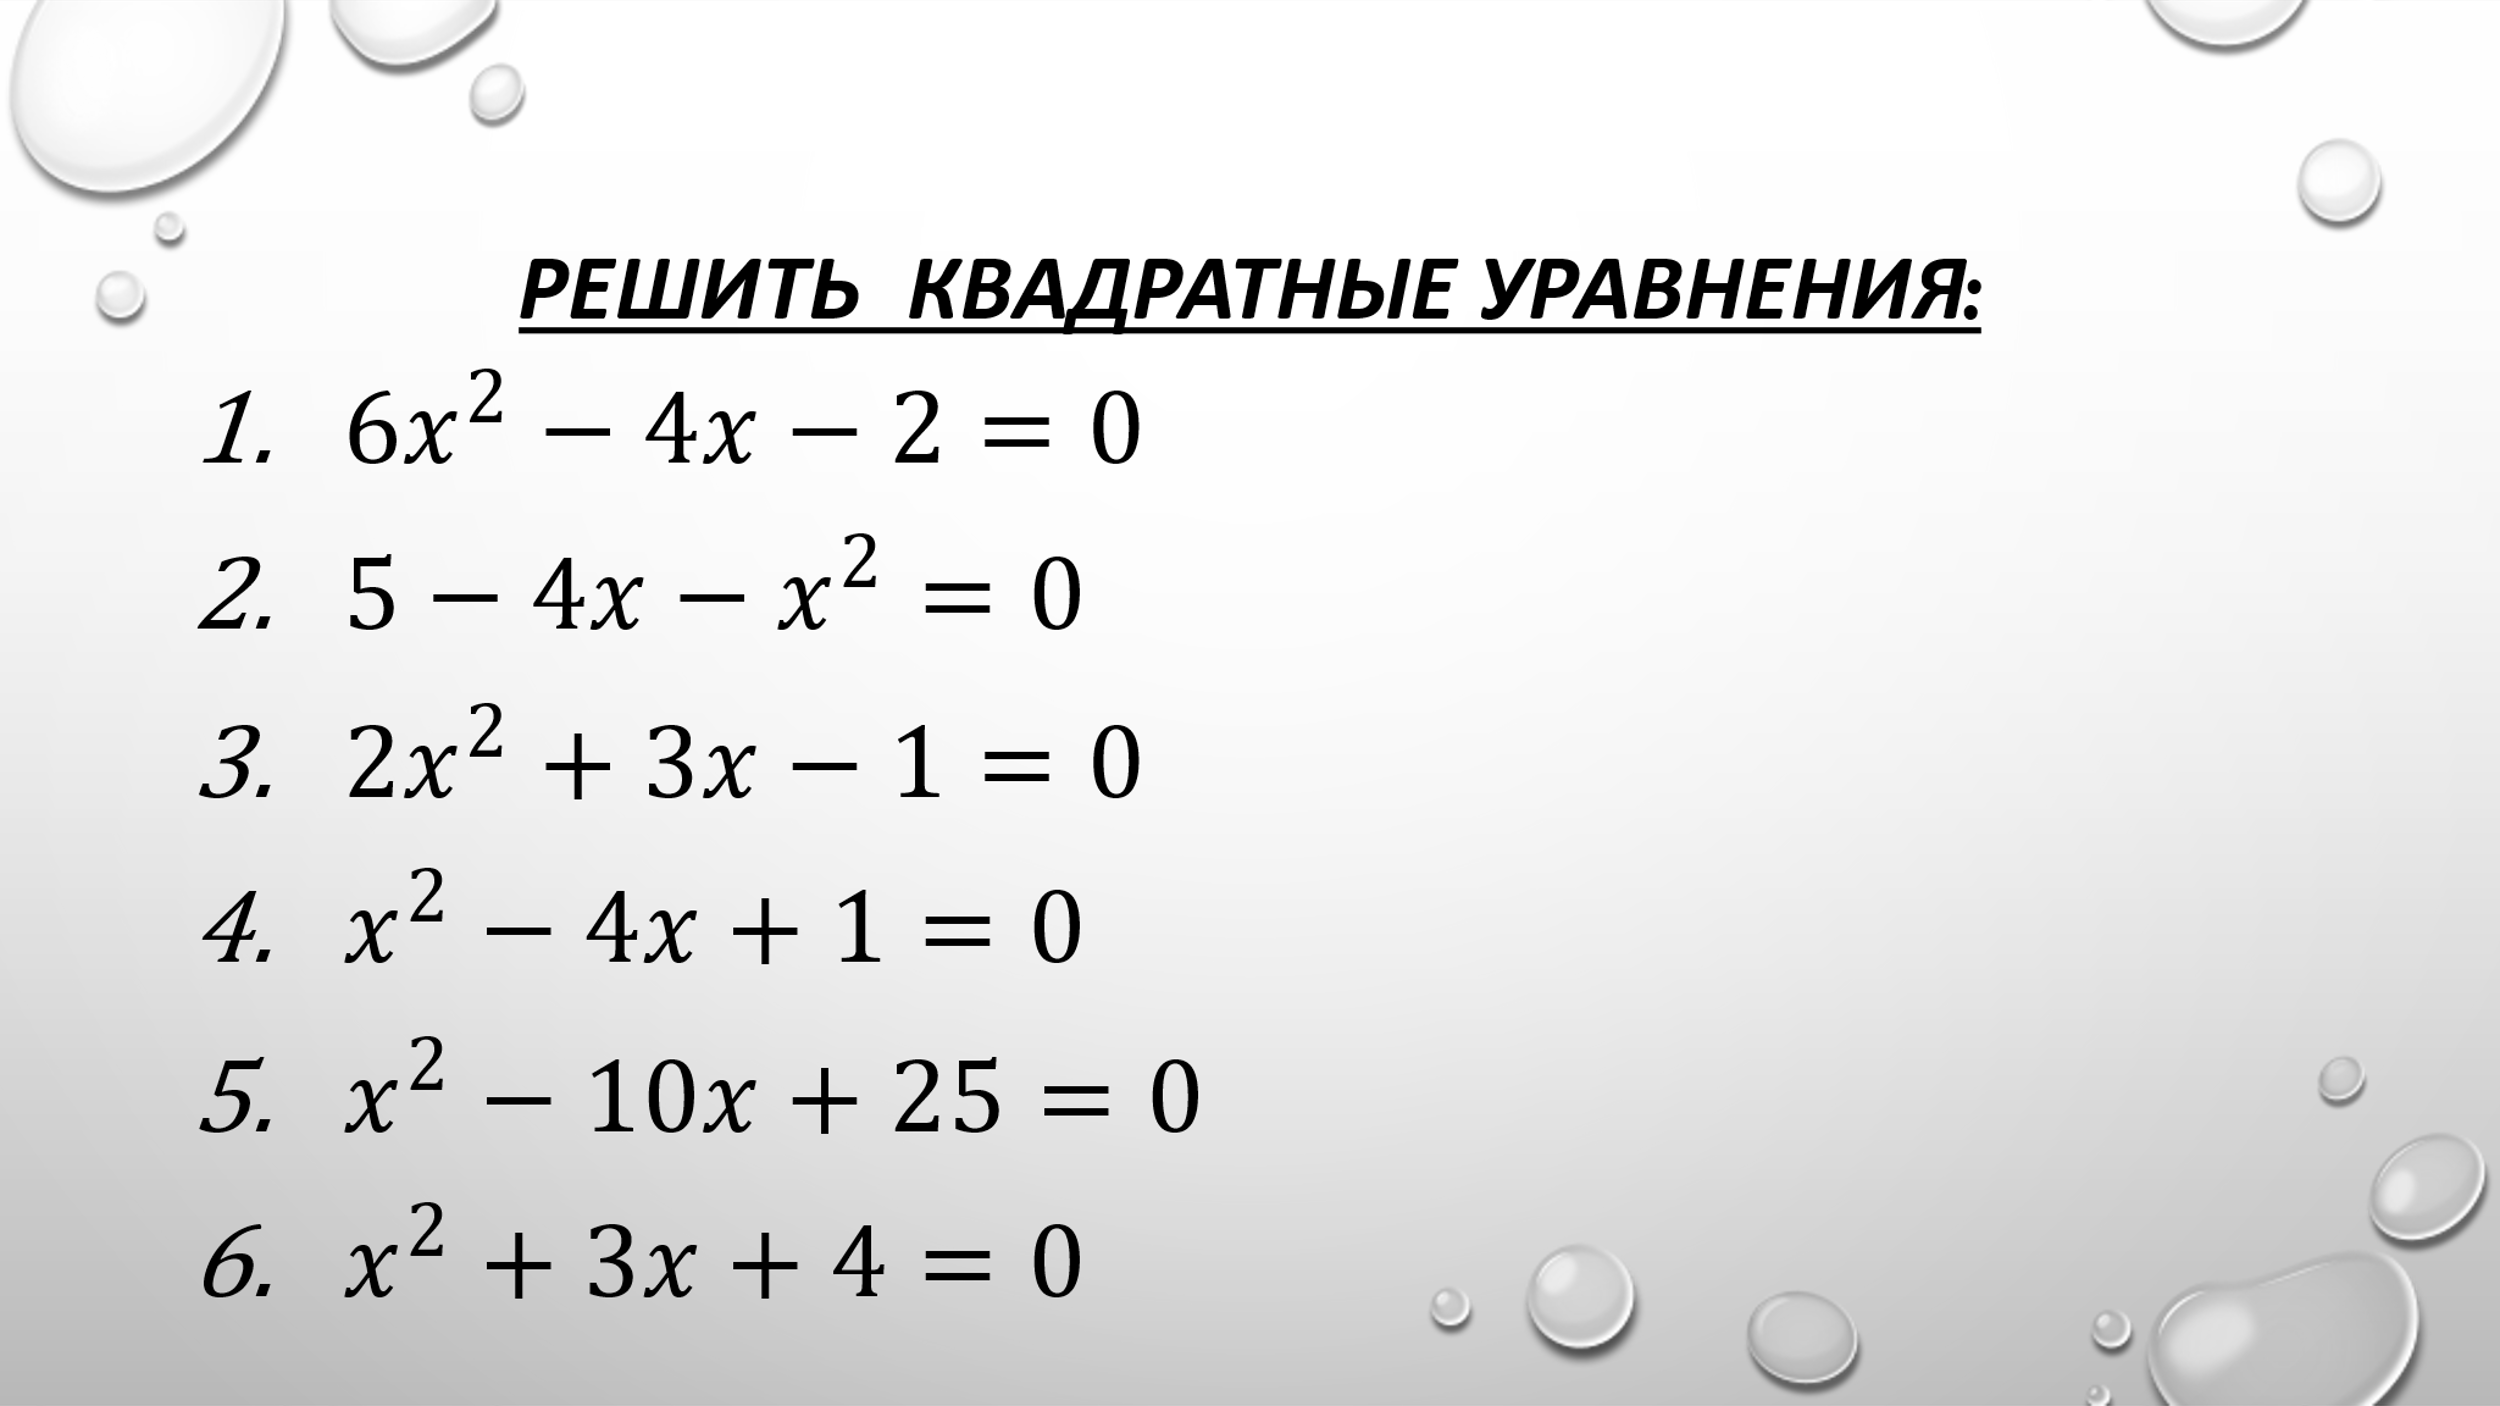 РЕШИТЬ КВАДРАТНЫЕ УРАВНЕНИЯ:
1. 6x² − 4x − 2 = 0
2. 5 − 4x − x² = 0
3. 2x² + 3x − 1 = 0
4. x² − 4x + 1 = 0
5. x² − 10x + 25 = 0
6. x² + 3x + 4 = 0